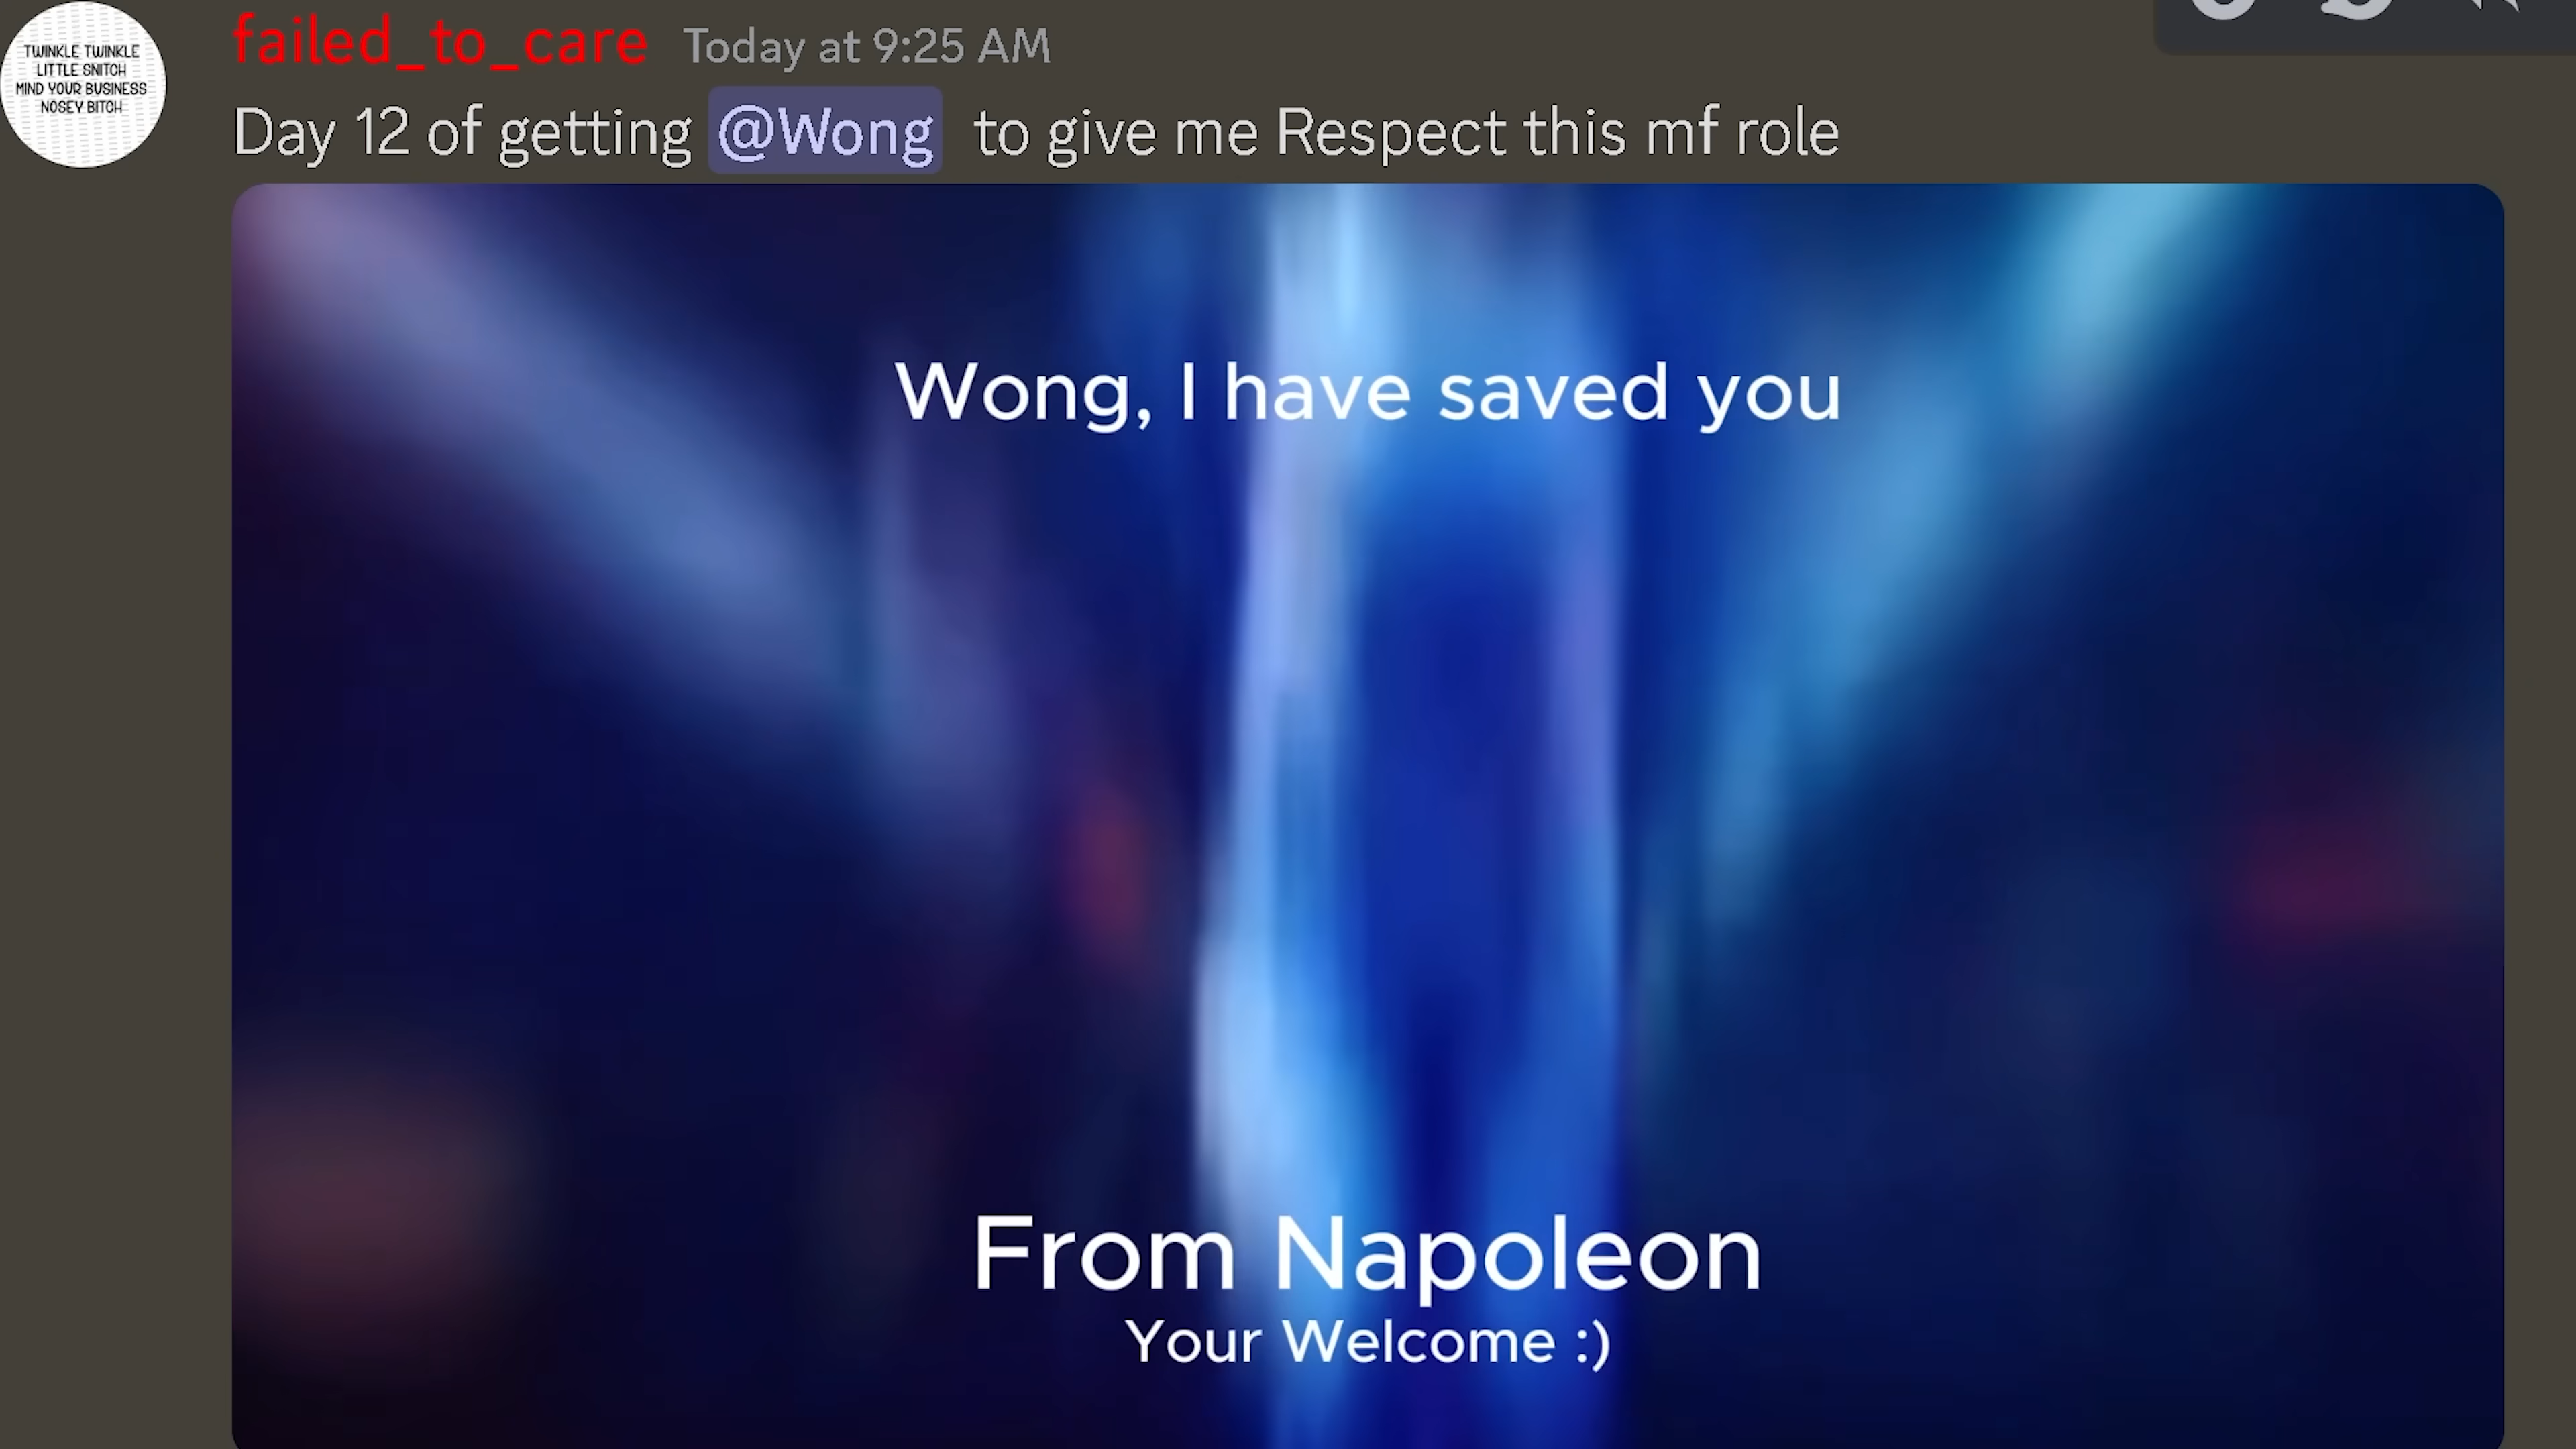 TWINKLE TWINKLE
LITTLE SNITCH
MIND YOUR BUSINESS
NOSEY BITCH
failed_to_care Today at 9:25 AM
Day 12 of getting @Wong to give me Respect this mf role
Wong, I have saved you
From Napoleon
Your Welcome :)